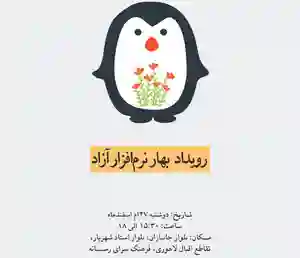 رویداد بهار نرم‌افزار آزاد
تاریخ: دوشنبه ۲۷ام اسفندماه
ساعت: ۱۵:۳۰ الی ۱۸
مکان: بلوار جانبازان، بلوار استاد شهریار،
تقاطع اقبال لاهوری، فرهنگ سرای رسانه